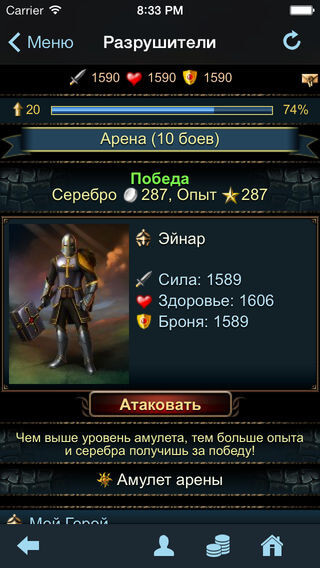 Carrier 8:33 PM
Меню Разрушители
1590 1590 1590
20 74%
Арена (10 боев)
Победа
Серебро 287, Опыт 287
Эйнар
Сила: 1589
Здоровье: 1606
Броня: 1589
Атаковать
Чем выше уровень амулета, тем больше опыта
и серебра получишь за победу!
Амулет арены
Мой Герой